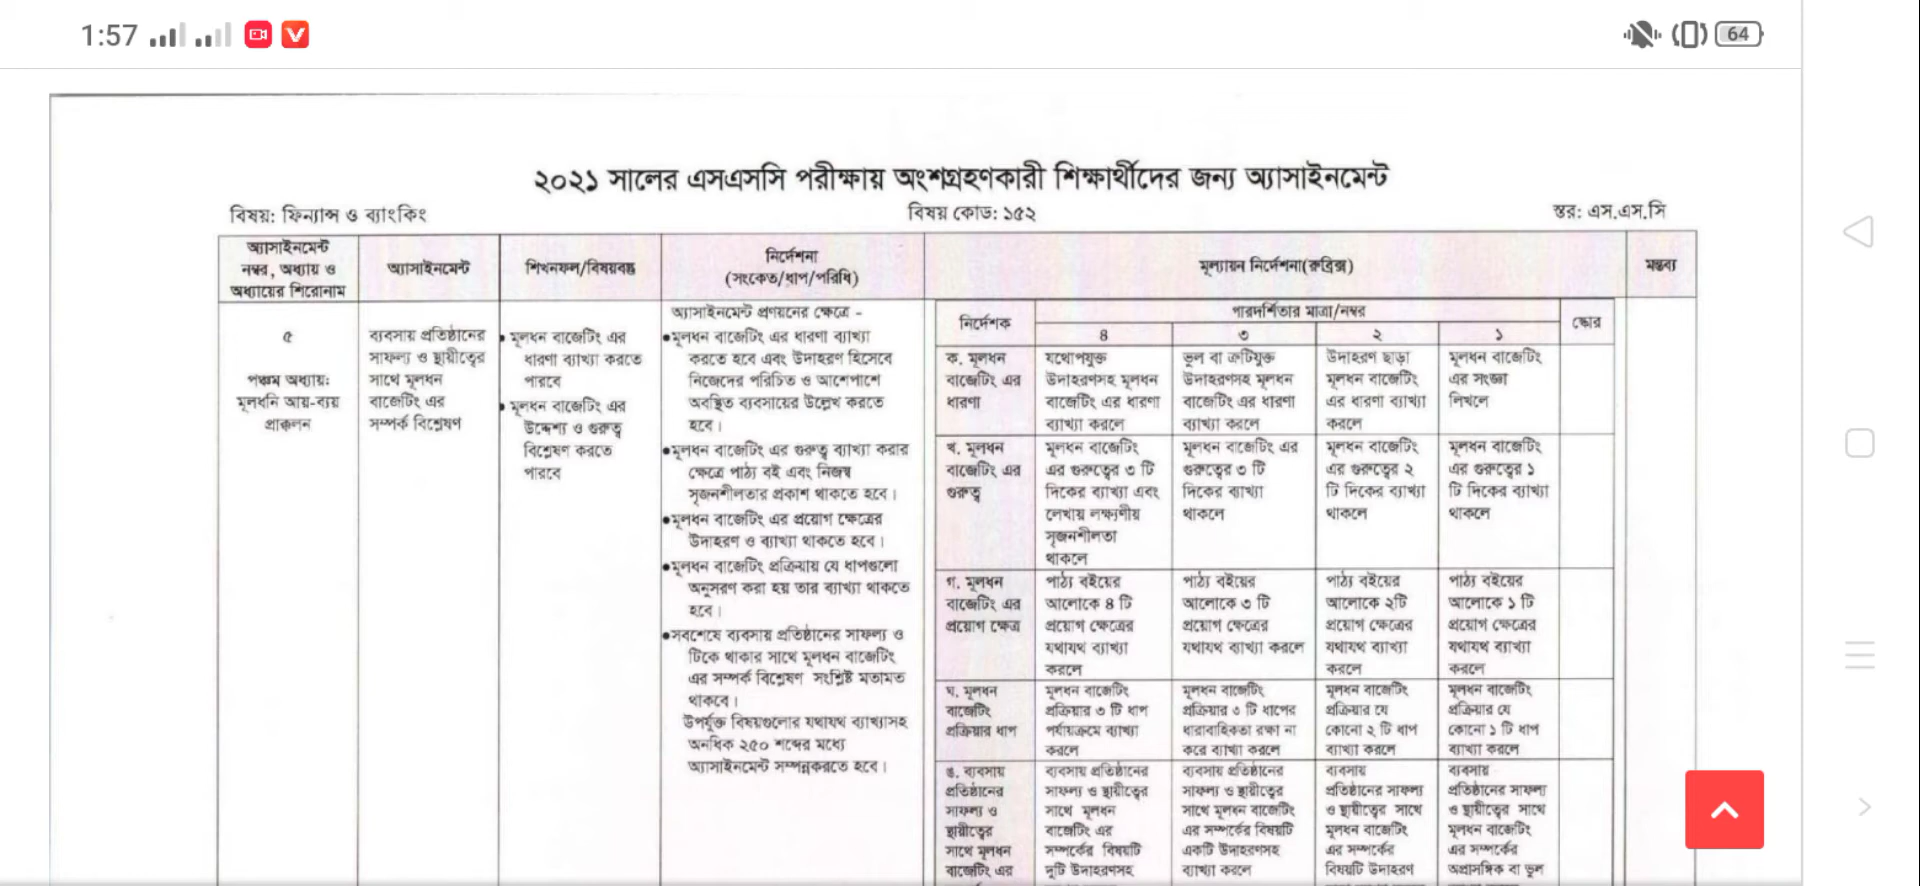 1:57
64
২০২১ সালের এসএসসি পরীক্ষায় অংশগ্রহণকারী শিক্ষার্থীদের জন্য অ্যাসাইনমেন্ট
বিষয়: ফিন্যান্স ও ব্যাংকিং
বিষয় কোড: ১৫২
স্তর: এস.এস.সি
অ্যাসাইনমেন্ট
নম্বর, অধ্যায় ও
অধ্যায়ের শিরোনাম
অ্যাসাইনমেন্ট
শিখনফল/বিষয়বস্তু
নির্দেশনা
(সংকেত/ধাপ/পরিধি)
মূল্যায়ন নির্দেশনা(রুব্রিক্স)
মন্তব্য
৫
পঞ্চম অধ্যায়:
মূলধনি আয়-ব্যয়
প্রাক্কলন
ব্যবসায় প্রতিষ্ঠানের
সাফল্য ও স্থায়ীত্বের
সাথে মূলধন
বাজেটিং এর
সম্পর্ক বিশ্লেষণ
মূলধন বাজেটিং এর
ধারণা ব্যাখ্যা করতে
পারবে
মূলধন বাজেটিং এর
উদ্দেশ্য ও গুরুত্ব
বিশ্লেষণ করতে
পারবে
অ্যাসাইনমেন্ট প্রণয়নের ক্ষেত্রে -
●মূলধন বাজেটিং এর ধারণা ব্যাখ্যা
করতে হবে এবং উদাহরণ হিসেবে
নিজেদের পরিচিত ও আশেপাশে
অবস্থিত ব্যবসায়ের উল্লেখ করতে
হবে।
●মূলধন বাজেটিং এর গুরুত্ব ব্যাখ্যা করার
ক্ষেত্রে পাঠ্য বই এবং নিজস্ব
সৃজনশীলতার প্রকাশ থাকতে হবে।
●মূলধন বাজেটিং এর প্রয়োগ ক্ষেত্রের
উদাহরণ ও ব্যাখ্যা থাকতে হবে।
●মূলধন বাজেটিং প্রক্রিয়ায় যে ধাপগুলো
অনুসরণ করা হয় তার ব্যাখ্যা থাকতে
হবে।
●সবশেষে ব্যবসায় প্রতিষ্ঠানের সাফল্য ও
টিকে থাকার সাথে মূলধন বাজেটিং
এর সম্পর্ক বিশ্লেষণ সংশ্লিষ্ট মতামত
থাকবে।
উপর্যুক্ত বিষয়গুলোর যথাযথ ব্যাখ্যাসহ
অনধিক ২৫০ শব্দের মধ্যে
অ্যাসাইনমেন্ট সম্পন্নকরতে হবে।
নির্দেশক
পারদর্শিতার মাত্রা/নম্বর
স্কোর
৪
৩
২
১
ক. মূলধন
বাজেটিং এর
ধারণা
যথোপযুক্ত
উদাহরণসহ মূলধন
বাজেটিং এর ধারণা
ব্যাখ্যা করলে
ভুল বা ত্রুটিযুক্ত
উদাহরণসহ মূলধন
বাজেটিং এর ধারণা
ব্যাখ্যা করলে
উদাহরণ ছাড়া
মূলধন বাজেটিং
এর ধারণা ব্যাখ্যা
করলে
মূলধন বাজেটিং
এর সংজ্ঞা
লিখলে
খ. মূলধন
বাজেটিং এর
গুরুত্ব
মূলধন বাজেটিং
এর গুরুত্বের ৩ টি
দিকের ব্যাখ্যা এবং
লেখায় লক্ষ্যণীয়
সৃজনশীলতা
থাকলে
মূলধন বাজেটিং এর
গুরুত্বের ৩ টি
দিকের ব্যাখ্যা
থাকলে
মূলধন বাজেটিং
এর গুরুত্বের ২
টি দিকের ব্যাখ্যা
থাকলে
মূলধন বাজেটিং
এর গুরুত্বের ১
টি দিকের ব্যাখ্যা
থাকলে
গ. মূলধন
বাজেটিং এর
প্রয়োগ ক্ষেত্র
পাঠ্য বইয়ের
আলোকে ৪ টি
প্রয়োগ ক্ষেত্রের
যথাযথ ব্যাখ্যা
করলে
পাঠ্য বইয়ের
আলোকে ৩ টি
প্রয়োগ ক্ষেত্রের
যথাযথ ব্যাখ্যা করলে
পাঠ্য বইয়ের
আলোকে ২টি
প্রয়োগ ক্ষেত্রের
যথাযথ ব্যাখ্যা
করলে
পাঠ্য বইয়ের
আলোকে ১ টি
প্রয়োগ ক্ষেত্রের
যথাযথ ব্যাখ্যা
করলে
ঘ. মূলধন
বাজেটিং
প্রক্রিয়ার ধাপ
মূলধন বাজেটিং
প্রক্রিয়ার ৩ টি ধাপ
পর্যায়ক্রমে ব্যাখ্যা
করলে
মূলধন বাজেটিং
প্রক্রিয়ার ৩ টি ধাপের
ধারাবাহিকতা রক্ষা না
করে ব্যাখ্যা করলে
মূলধন বাজেটিং
প্রক্রিয়ার যে
কোনো ২ টি ধাপ
ব্যাখ্যা করলে
মূলধন বাজেটিং
প্রক্রিয়ার যে
কোনো ১ টি ধাপ
ব্যাখ্যা করলে
ঙ. ব্যবসায়
প্রতিষ্ঠানের
সাফল্য ও
স্থায়ীত্বের
সাথে মূলধন
বাজেটিং এর
ব্যবসায় প্রতিষ্ঠানের
সাফল্য ও স্থায়ীত্বের
সাথে মূলধন
বাজেটিং এর
সম্পর্কের বিষয়টি
দুটি উদাহরণসহ
ব্যবসায় প্রতিষ্ঠানের
সাফল্য ও স্থায়ীত্বের
সাথে মূলধন বাজেটিং
এর সম্পর্কের বিষয়টি
একটি উদাহরণসহ
ব্যাখ্যা করলে
ব্যবসায়
প্রতিষ্ঠানের সাফল্য
ও স্থায়ীত্বের সাথে
মূলধন বাজেটিং
এর সম্পর্কের
বিষয়টি উদাহরণ
ব্যবসায়
প্রতিষ্ঠানের সাফল্য
ও স্থায়ীত্বের সাথে
মূলধন বাজেটিং
এর সম্পর্কের
অপ্রাসঙ্গিক বা ভুল